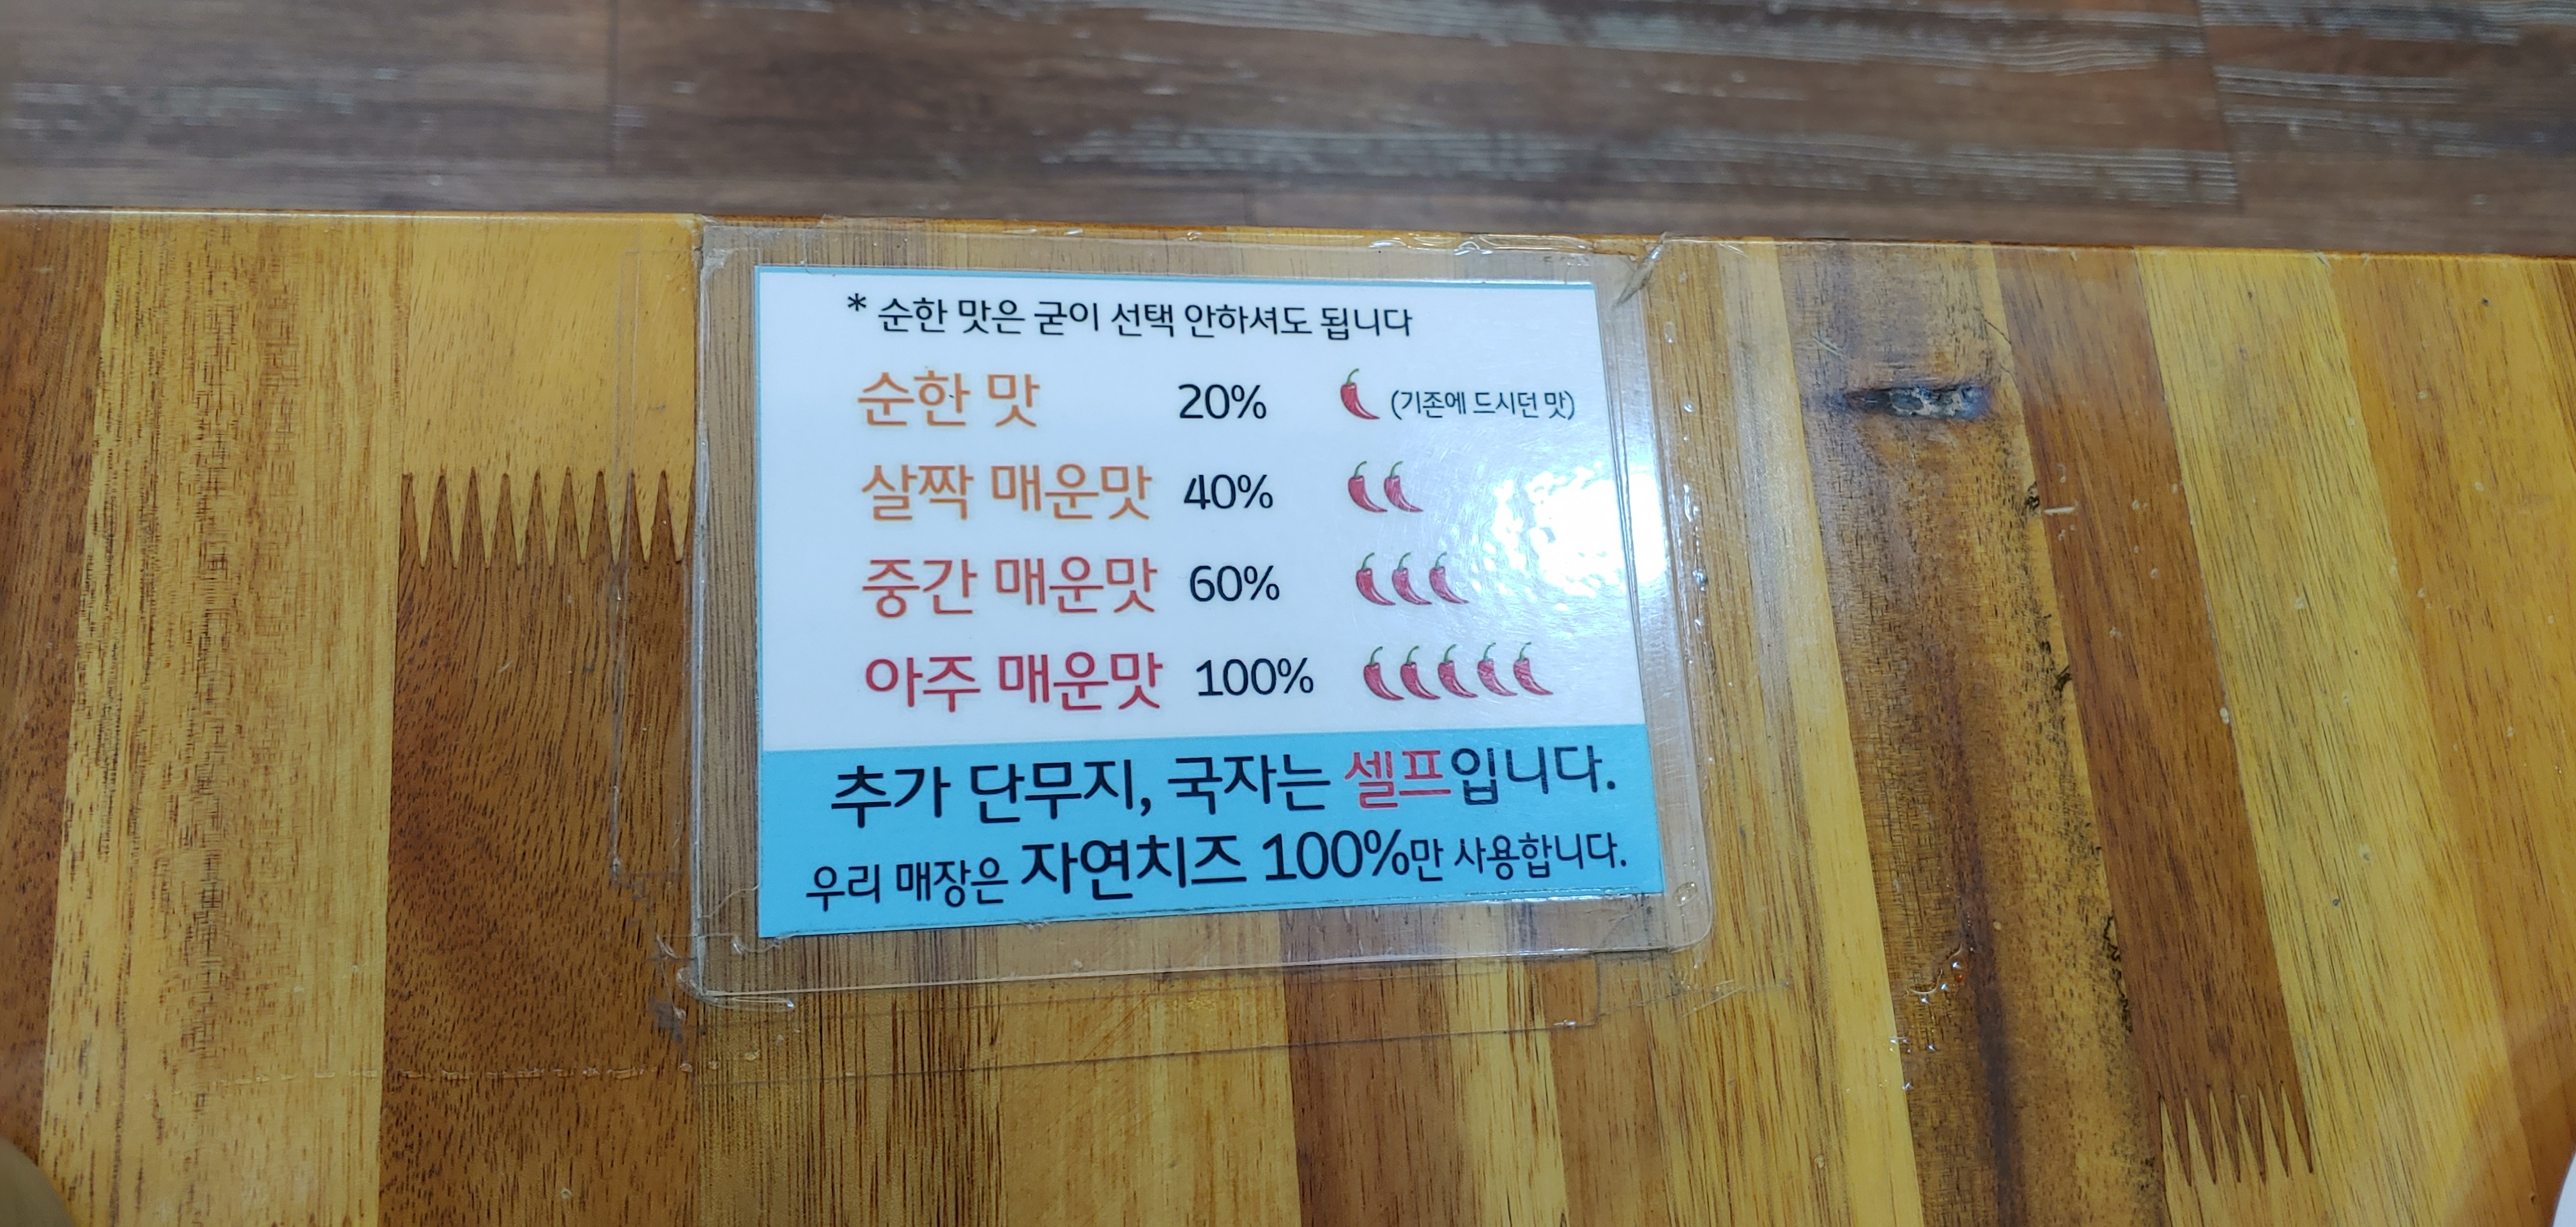 * 순한 맛은 굳이 선택 안하셔도 됩니다
순한 맛 20% (기존에 드시던 맛)
살짝 매운맛 40%
중간 매운맛 60%
아주 매운맛 100%
추가 단무지, 국자는 셀프입니다.
우리 매장은 자연치즈 100%만 사용합니다.